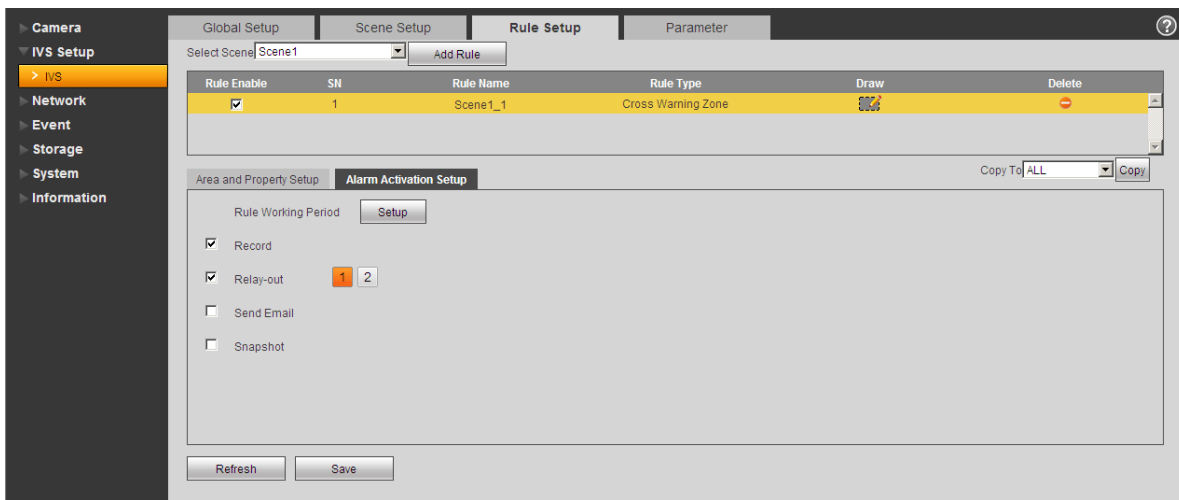 Camera
IVS Setup
> IVS
Network
Event
Storage
System
Information
Global Setup Scene Setup Rule Setup Parameter ?
Select Scene Scene1 Add Rule
Rule Enable SN Rule Name Rule Type Draw Delete
1 Scene1_1 Cross Warning Zone
Copy To ALL Copy
Area and Property Setup Alarm Activation Setup
Rule Working Period Setup
Record
Relay-out 1 2
Send Email
Snapshot
Refresh Save